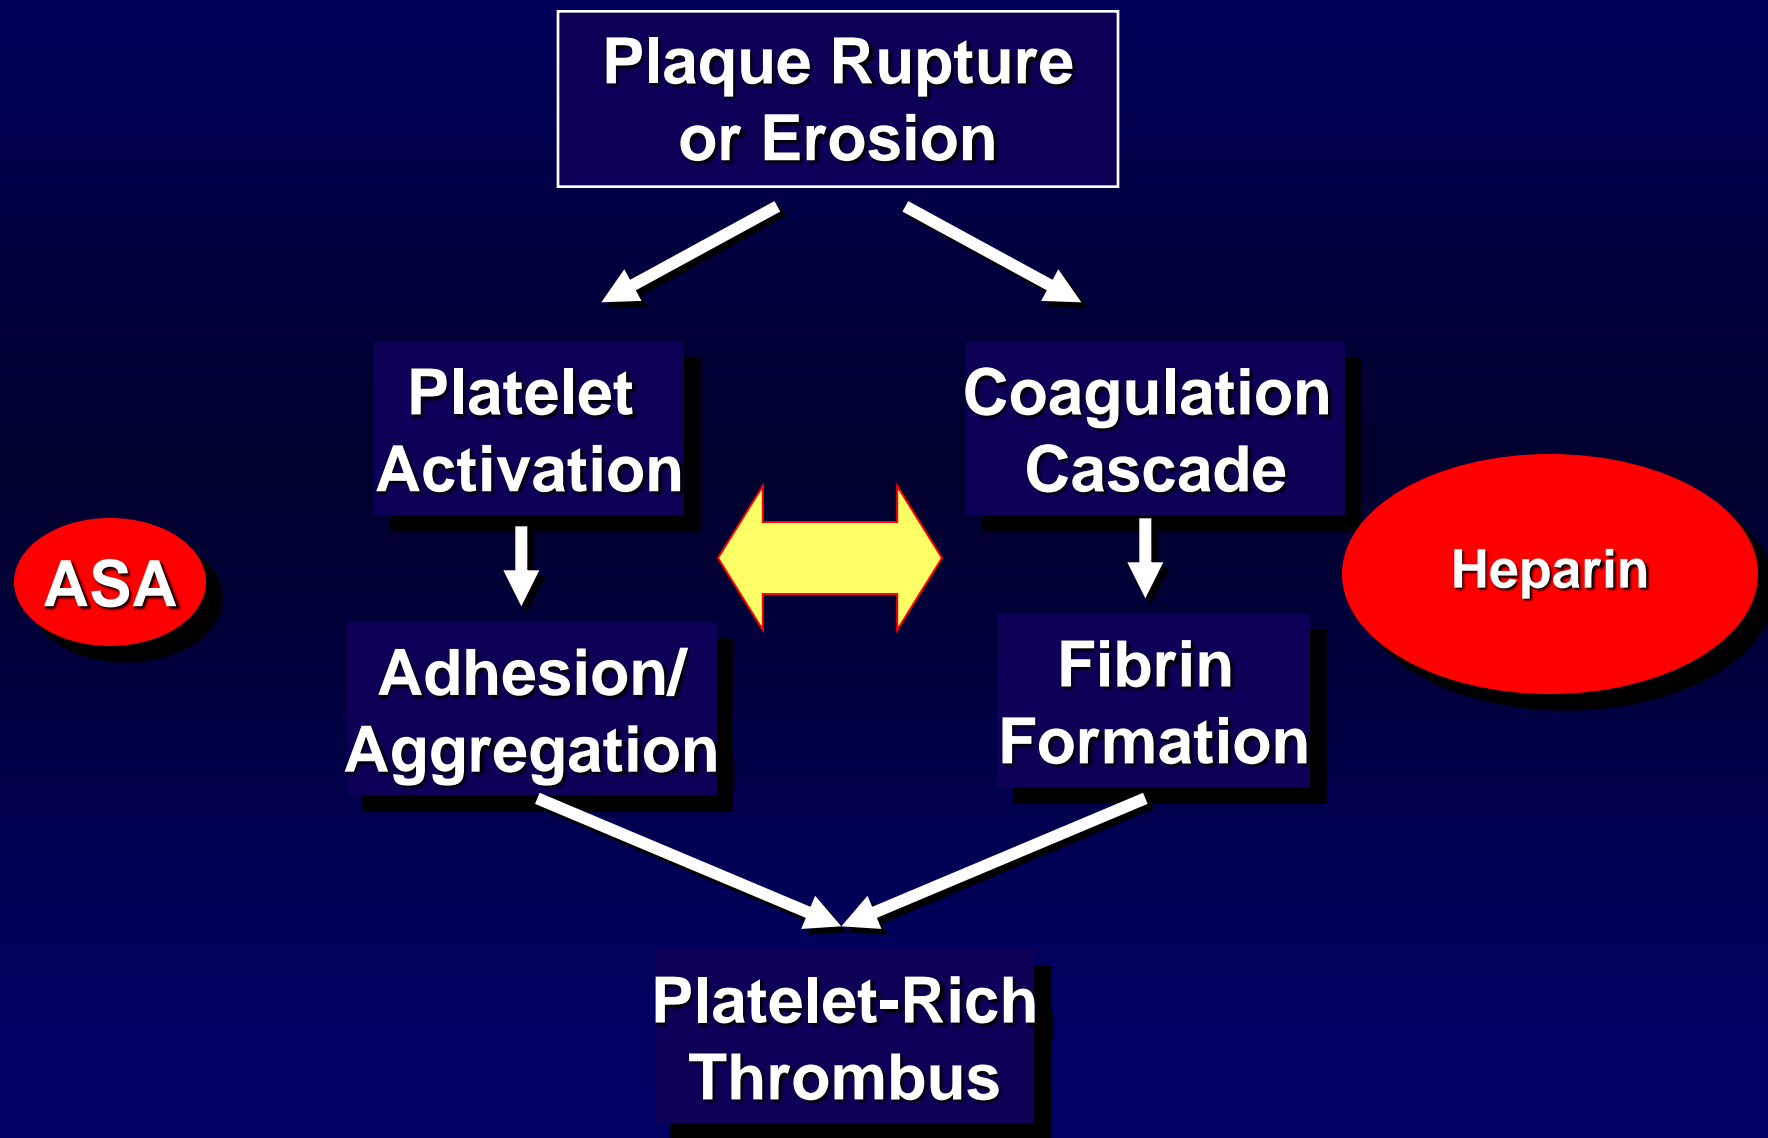 Plaque Rupture
or Erosion
Platelet
Activation
Coagulation
Cascade
ASA
Heparin
Adhesion/
Aggregation
Fibrin
Formation
Platelet-Rich
Thrombus